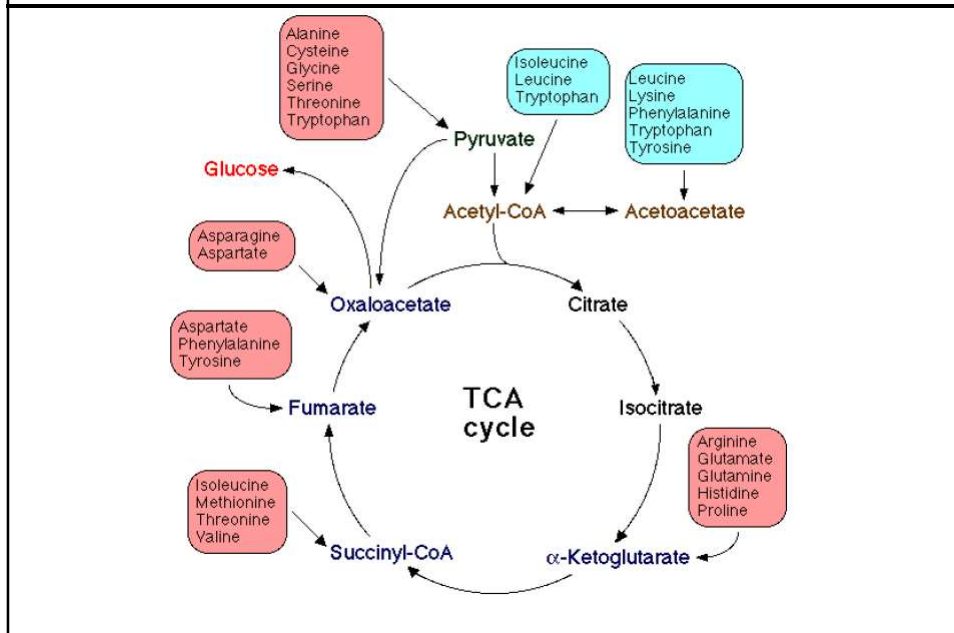 Alanine
Cysteine
Glycine
Serine
Threonine
Tryptophan
Isoleucine
Leucine
Tryptophan
Leucine
Lysine
Phenylalanine
Tryptophan
Tyrosine
Pyruvate
Glucose
Acetyl-CoA
Acetoacetate
Asparagine
Aspartate
Oxaloacetate
Citrate
Aspartate
Phenylalanine
Tyrosine
Fumarate
TCA
cycle
Isocitrate
Arginine
Glutamate
Glutamine
Histidine
Proline
Isoleucine
Methionine
Threonine
Valine
Succinyl-CoA
α-Ketoglutarate